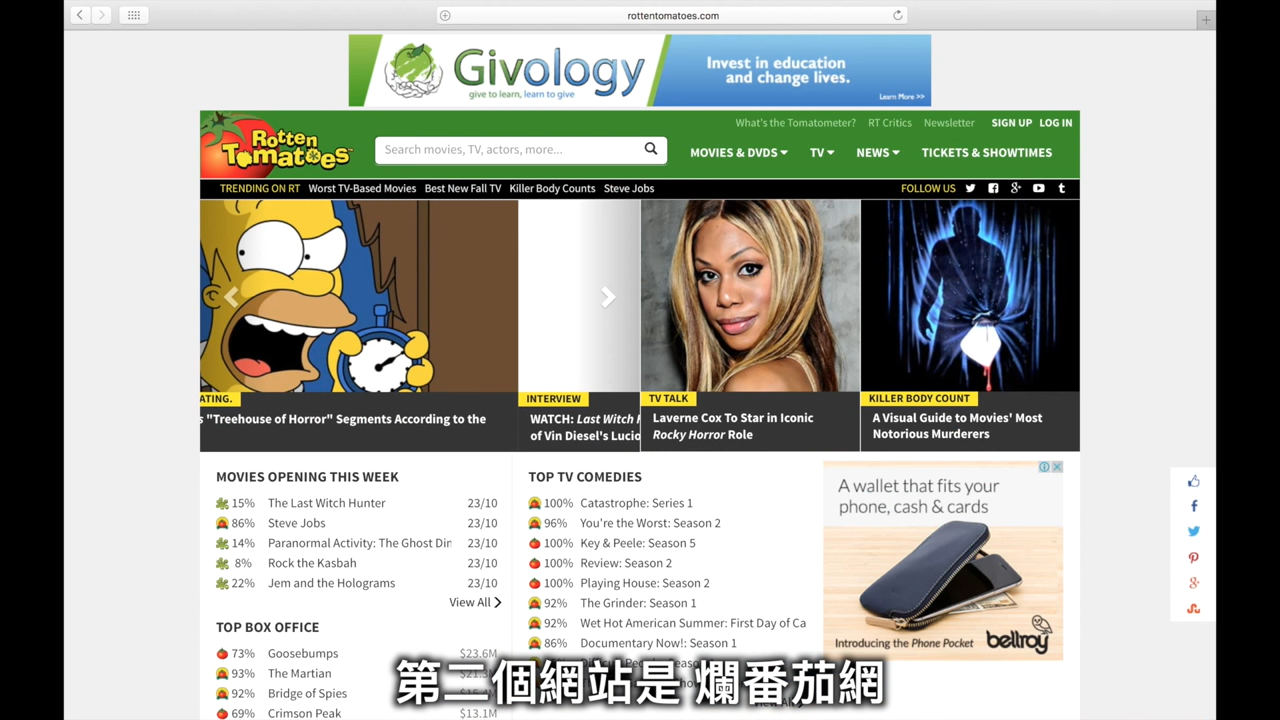 rottentomatoes.com
Givology
give to learn, learn to give
Invest in education
and change lives.
Learn More >>
Rotten
Tomatoes
What's the Tomatometer? RT Critics Newsletter SIGN UP LOG IN
Search movies, TV, actors, more...
MOVIES & DVDS TV NEWS TICKETS & SHOWTIMES
TRENDING ON RT Worst TV-Based Movies Best New Fall TV Killer Body Counts Steve Jobs FOLLOW US
ATING.
"Treehouse of Horror" Segments According to the
INTERVIEW
WATCH: Last Witch
of Vin Diesel's
TV TALK
Laverne Cox To Star in Iconic
Rocky Horror Role
KILLER BODY COUNT
A Visual Guide to Movies' Most
Notorious Murderers
MOVIES OPENING THIS WEEK
15% The Last Witch Hunter 23/10
86% Steve Jobs 23/10
14% Paranormal Activity: The Ghost Din 23/10
8% Rock the Kasbah 23/10
22% Jem and the Holograms 23/10
View All
TOP BOX OFFICE
73% Goosebumps $23.6M
93% The Martian
92% Bridge of Spies
69% Crimson Peak $13.1M
TOP TV COMEDIES
100% Catastrophe: Series 1
96% You're the Worst: Season 2
100% Key & Peele: Season 5
100% Review: Season 2
100% Playing House: Season 2
92% The Grinder: Season 1
92% Wet Hot American Summer: First Day of Ca
86% Documentary Now!: Season 1
A wallet that fits your
phone, cash & cards
Introducing the Phone Pocket
bellroy
第二個網站是 爛番茄網